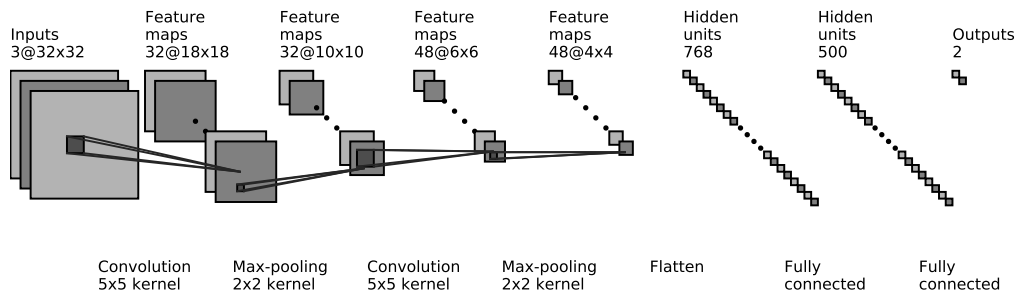 Inputs
3@32x32
Feature
maps
32@18x18
Feature
maps
32@10x10
Feature
maps
48@6x6
Feature
maps
48@4x4
Hidden
units
768
Hidden
units
500
Outputs
2
Convolution
5x5 kernel
Max-pooling
2x2 kernel
Convolution
5x5 kernel
Max-pooling
2x2 kernel
Flatten
Fully
connected
Fully
connected